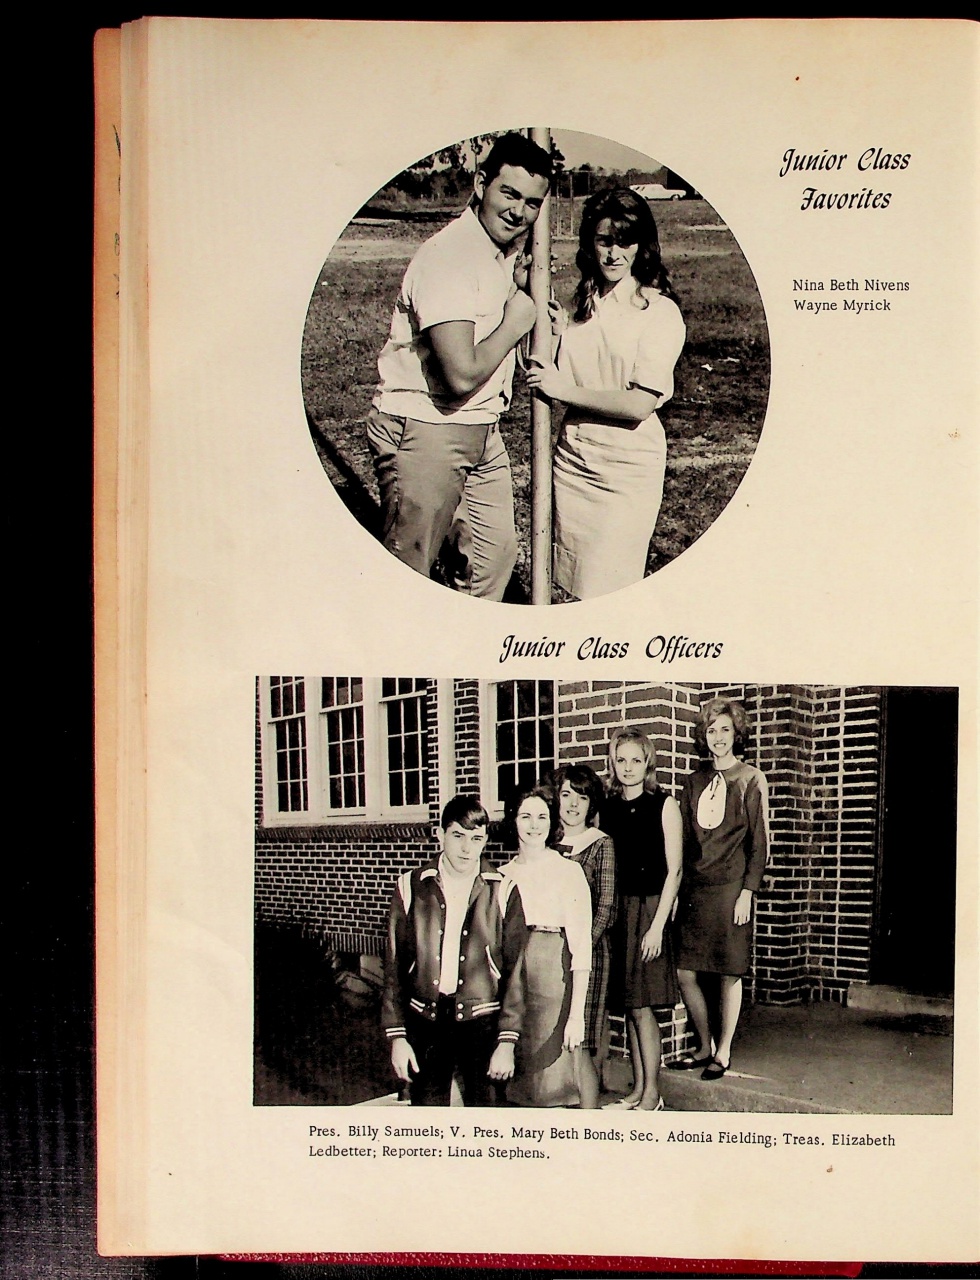 Junior Class
Favorites
Nina Beth Nivens
Wayne Myrick
Junior Class Officers
Pres. Billy Samuels; V. Pres. Mary Beth Bonds; Sec. Adonia Fielding; Treas. Elizabeth
Ledbetter; Reporter: Linda Stephens.